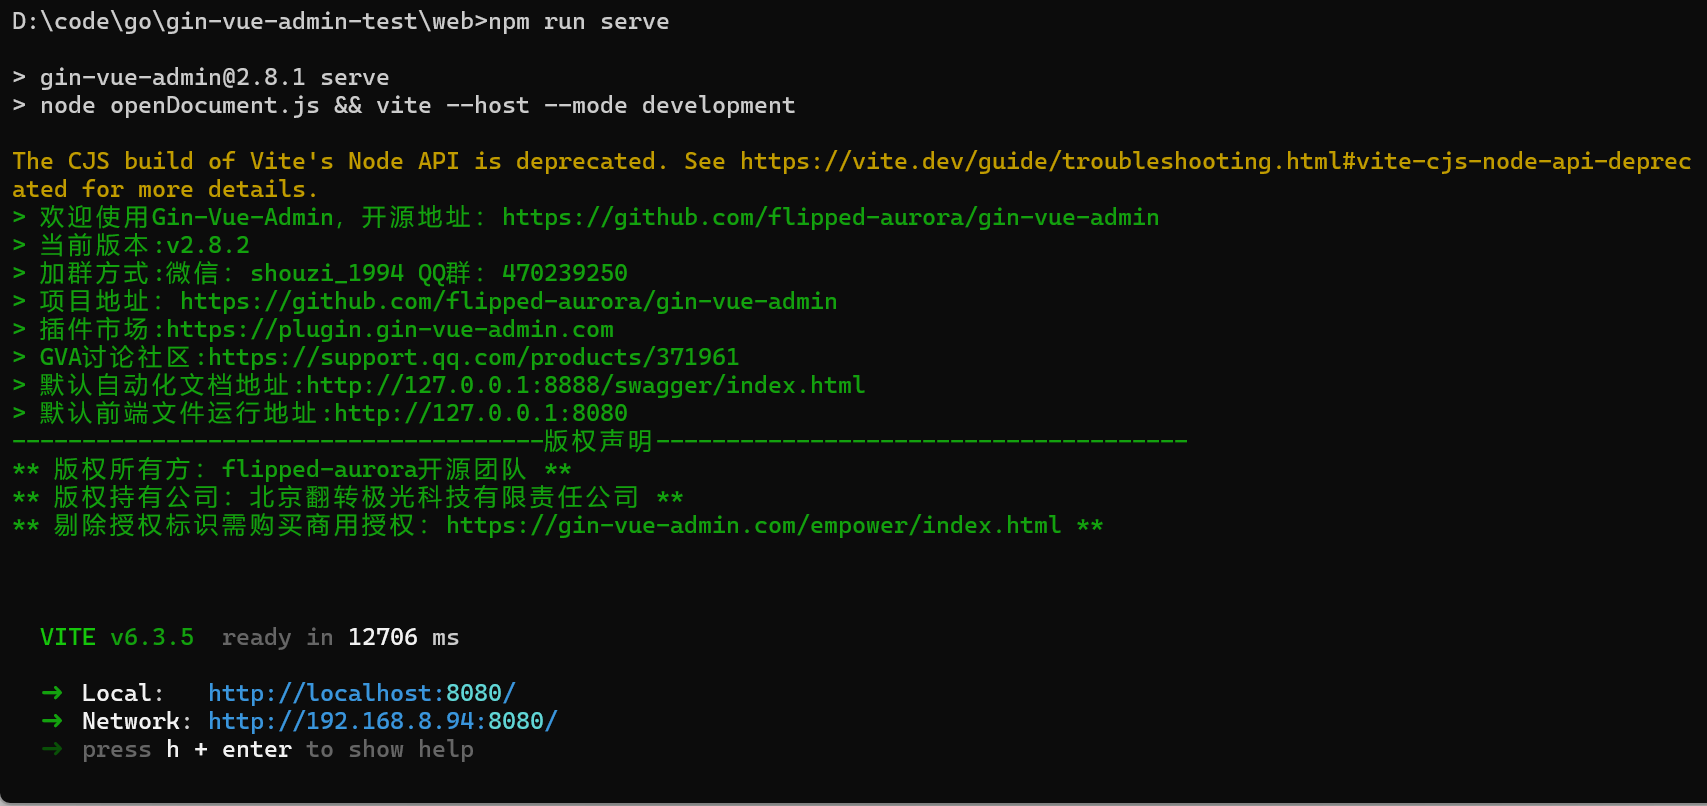 D:\code\go\gin-vue-admin-test\web>npm run serve
> gin-vue-admin@2.8.1 serve
> node openDocument.js && vite --host --mode development
The CJS build of Vite's Node API is deprecated. See https://vite.dev/guide/troubleshooting.html#vite-cjs-node-api-deprec
ated for more details.
> 欢迎使用Gin-Vue-Admin，开源地址：https://github.com/flipped-aurora/gin-vue-admin
> 当前版本:v2.8.2
> 加群方式:微信：shouzi_1994 QQ群：470239250
> 项目地址：https://github.com/flipped-aurora/gin-vue-admin
> 插件市场:https://plugin.gin-vue-admin.com
> GVA讨论社区:https://support.qq.com/products/371961
> 默认自动化文档地址:http://127.0.0.1:8888/swagger/index.html
> 默认前端文件运行地址:http://127.0.0.1:8080
--------------------------------------版权声明--------------------------------------
** 版权所有方：flipped-aurora开源团队 **
** 版权持有公司：北京翻转极光科技有限责任公司 **
** 剔除授权标识需购买商用授权：https://gin-vue-admin.com/empower/index.html **
VITE v6.3.5  ready in 12706 ms
➜ Local:   http://localhost:8080/
➜ Network: http://192.168.8.94:8080/
➜ press h + enter to show help